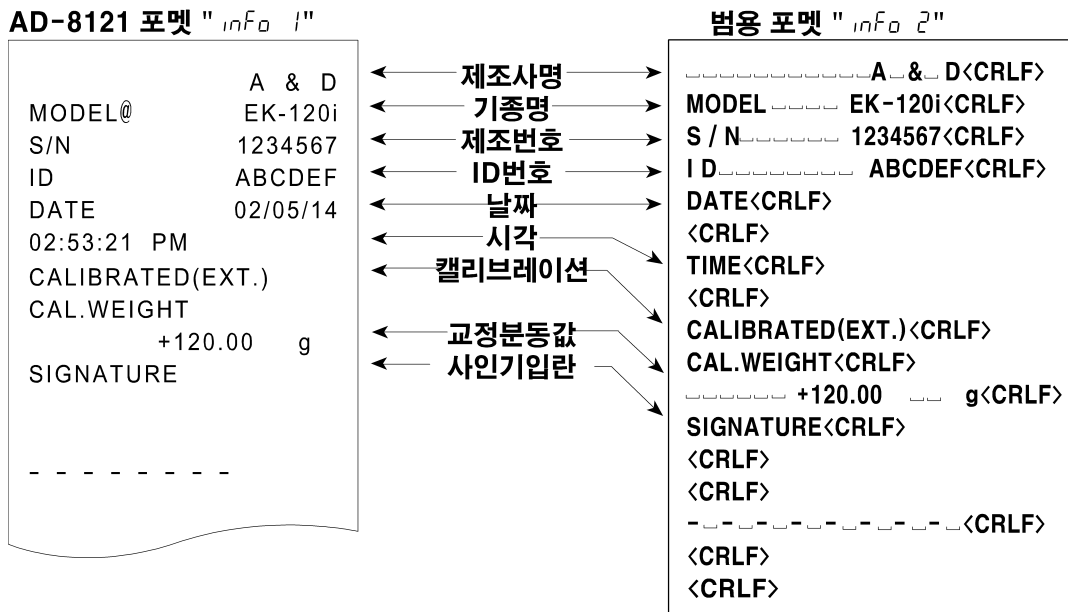 AD-8121 포멧 " inFo 1"
A & D
MODEL@ EK-120i
S/N 1234567
ID ABCDEF
DATE 02/05/14
02:53:21 PM
CALIBRATED(EXT.)
CAL.WEIGHT
+120.00 g
SIGNATURE
- - - - - - - -
제조사명
기종명
제조번호
ID번호
날짜
시각
캘리브레이션
교정분동값
사인기입란
범용 포멧 " inFo 2"
␣␣␣␣␣␣␣␣␣␣␣A␣&␣D<CRLF>
MODEL␣␣␣␣ EK-120i<CRLF>
S / N␣␣␣␣␣␣ 1234567<CRLF>
I D␣␣␣␣␣␣␣␣ ABCDEF<CRLF>
DATE<CRLF>
<CRLF>
TIME<CRLF>
<CRLF>
CALIBRATED(EXT.)<CRLF>
CAL.WEIGHT<CRLF>
␣␣␣␣␣␣ +120.00 ␣␣ g<CRLF>
SIGNATURE<CRLF>
<CRLF>
<CRLF>
-␣-␣-␣-␣-␣-␣-␣-␣<CRLF>
<CRLF>
<CRLF>